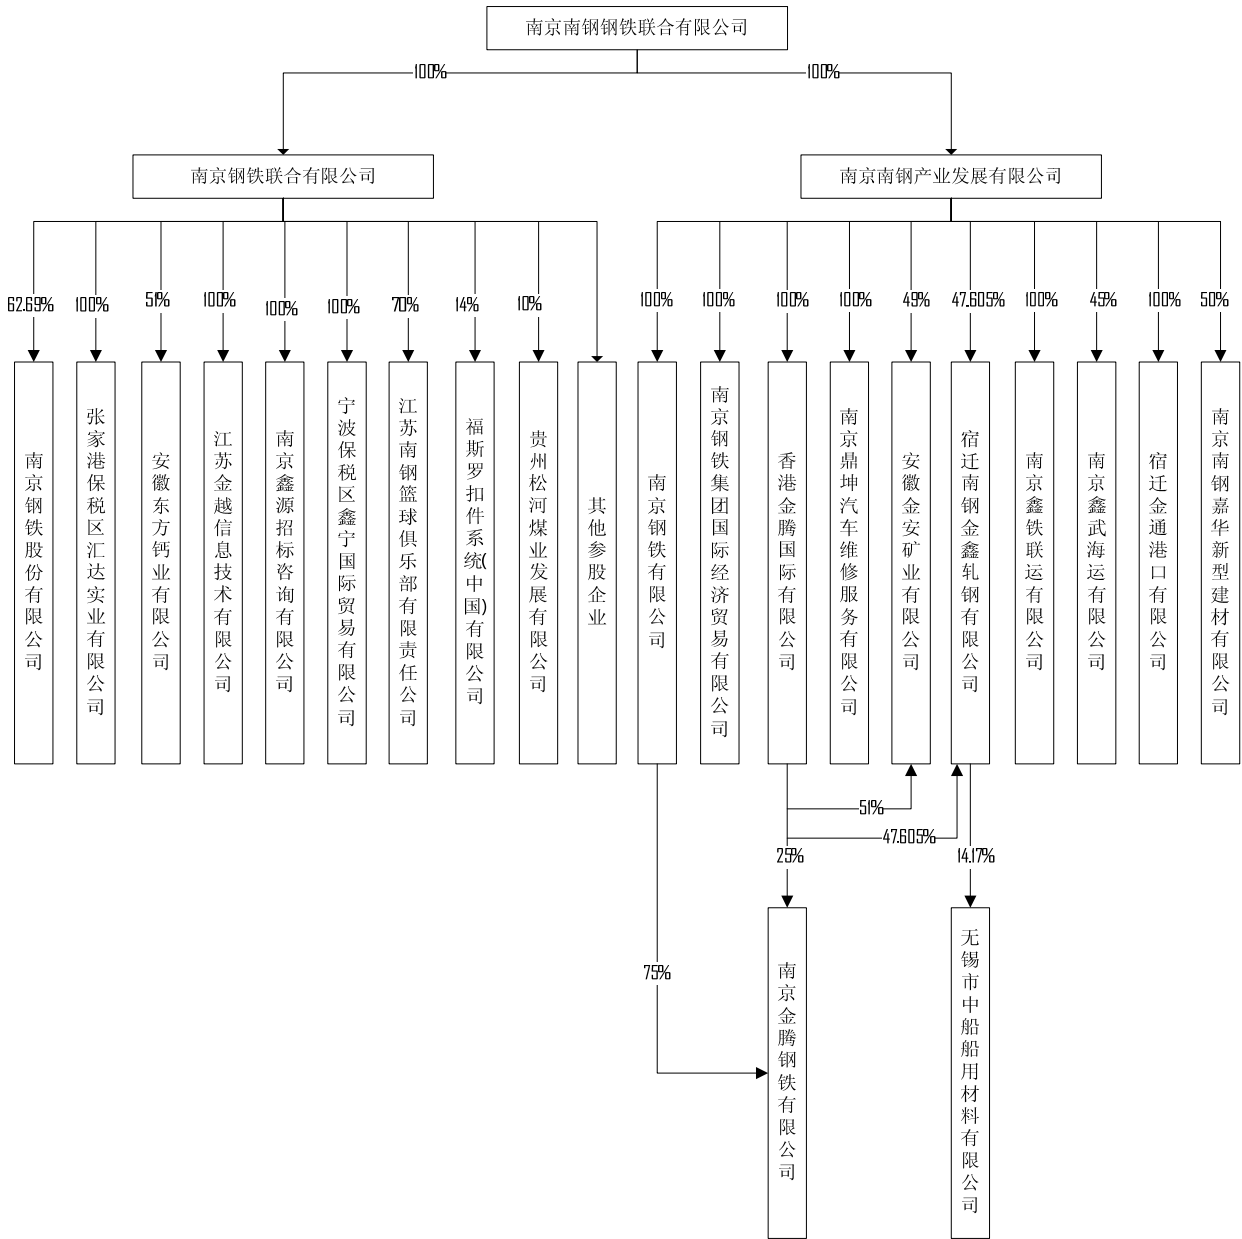 南京南钢钢铁联合有限公司
100%
100%
南京钢铁联合有限公司
南京南钢产业发展有限公司
62.69%
100%
51%
100%
100%
100%
70%
14%
10%
100%
100%
100%
100%
49%
47.605%
100%
45%
100%
50%
南京钢铁股份有限公司
张家港保税区汇达实业有限公司
安徽东方钙业有限公司
江苏金越信息技术有限公司
南京鑫源招标咨询有限公司
宁波保税区鑫宁国际贸易有限公司
江苏南钢篮球俱乐部有限责任公司
福斯罗扣件系统(中国)有限公司
贵州松河煤业发展有限公司
其他参股企业
南京钢铁有限公司
南京钢铁集团国际经济贸易有限公司
香港金腾国际有限公司
南京鼎坤汽车维修服务有限公司
安徽金安矿业有限公司
宿迁南钢金鑫轧钢有限公司
南京鑫铁联运有限公司
南京鑫武海运有限公司
宿迁金通港口有限公司
南京南钢嘉华新型建材有限公司
51%
47.605%
25%
14.17%
75%
南京金腾钢铁有限公司
无锡市中船船用材料有限公司